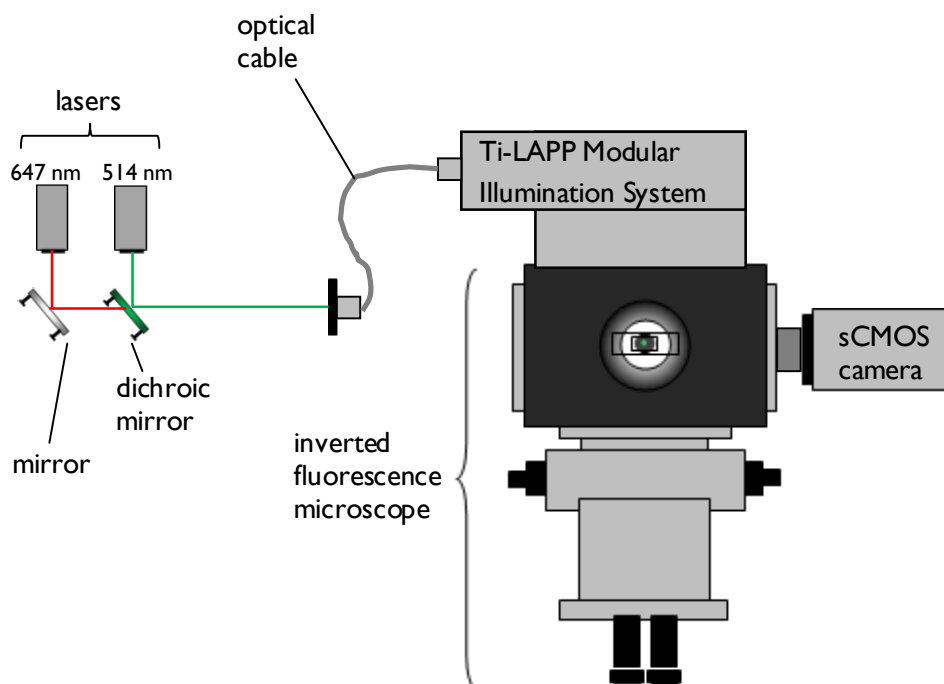 optical
cable
lasers
647 nm
514 nm
Ti-LAPP Modular
Illumination System
sCMOS
camera
dichroic
mirror
mirror
inverted
fluorescence
microscope